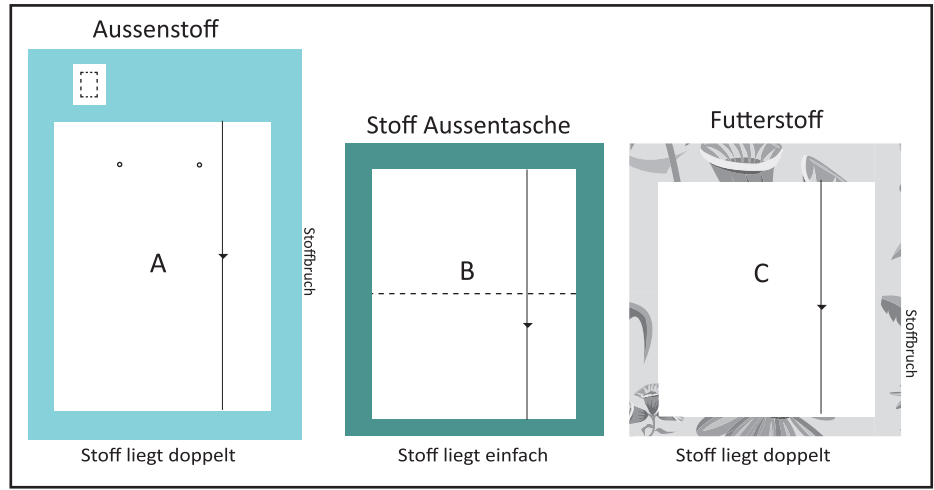 Aussenstoff
A
Stoffbruch
Stoff liegt doppelt
Stoff Aussentasche
B
Stoff liegt einfach
Futterstoff
C
Stoffbruch
Stoff liegt doppelt